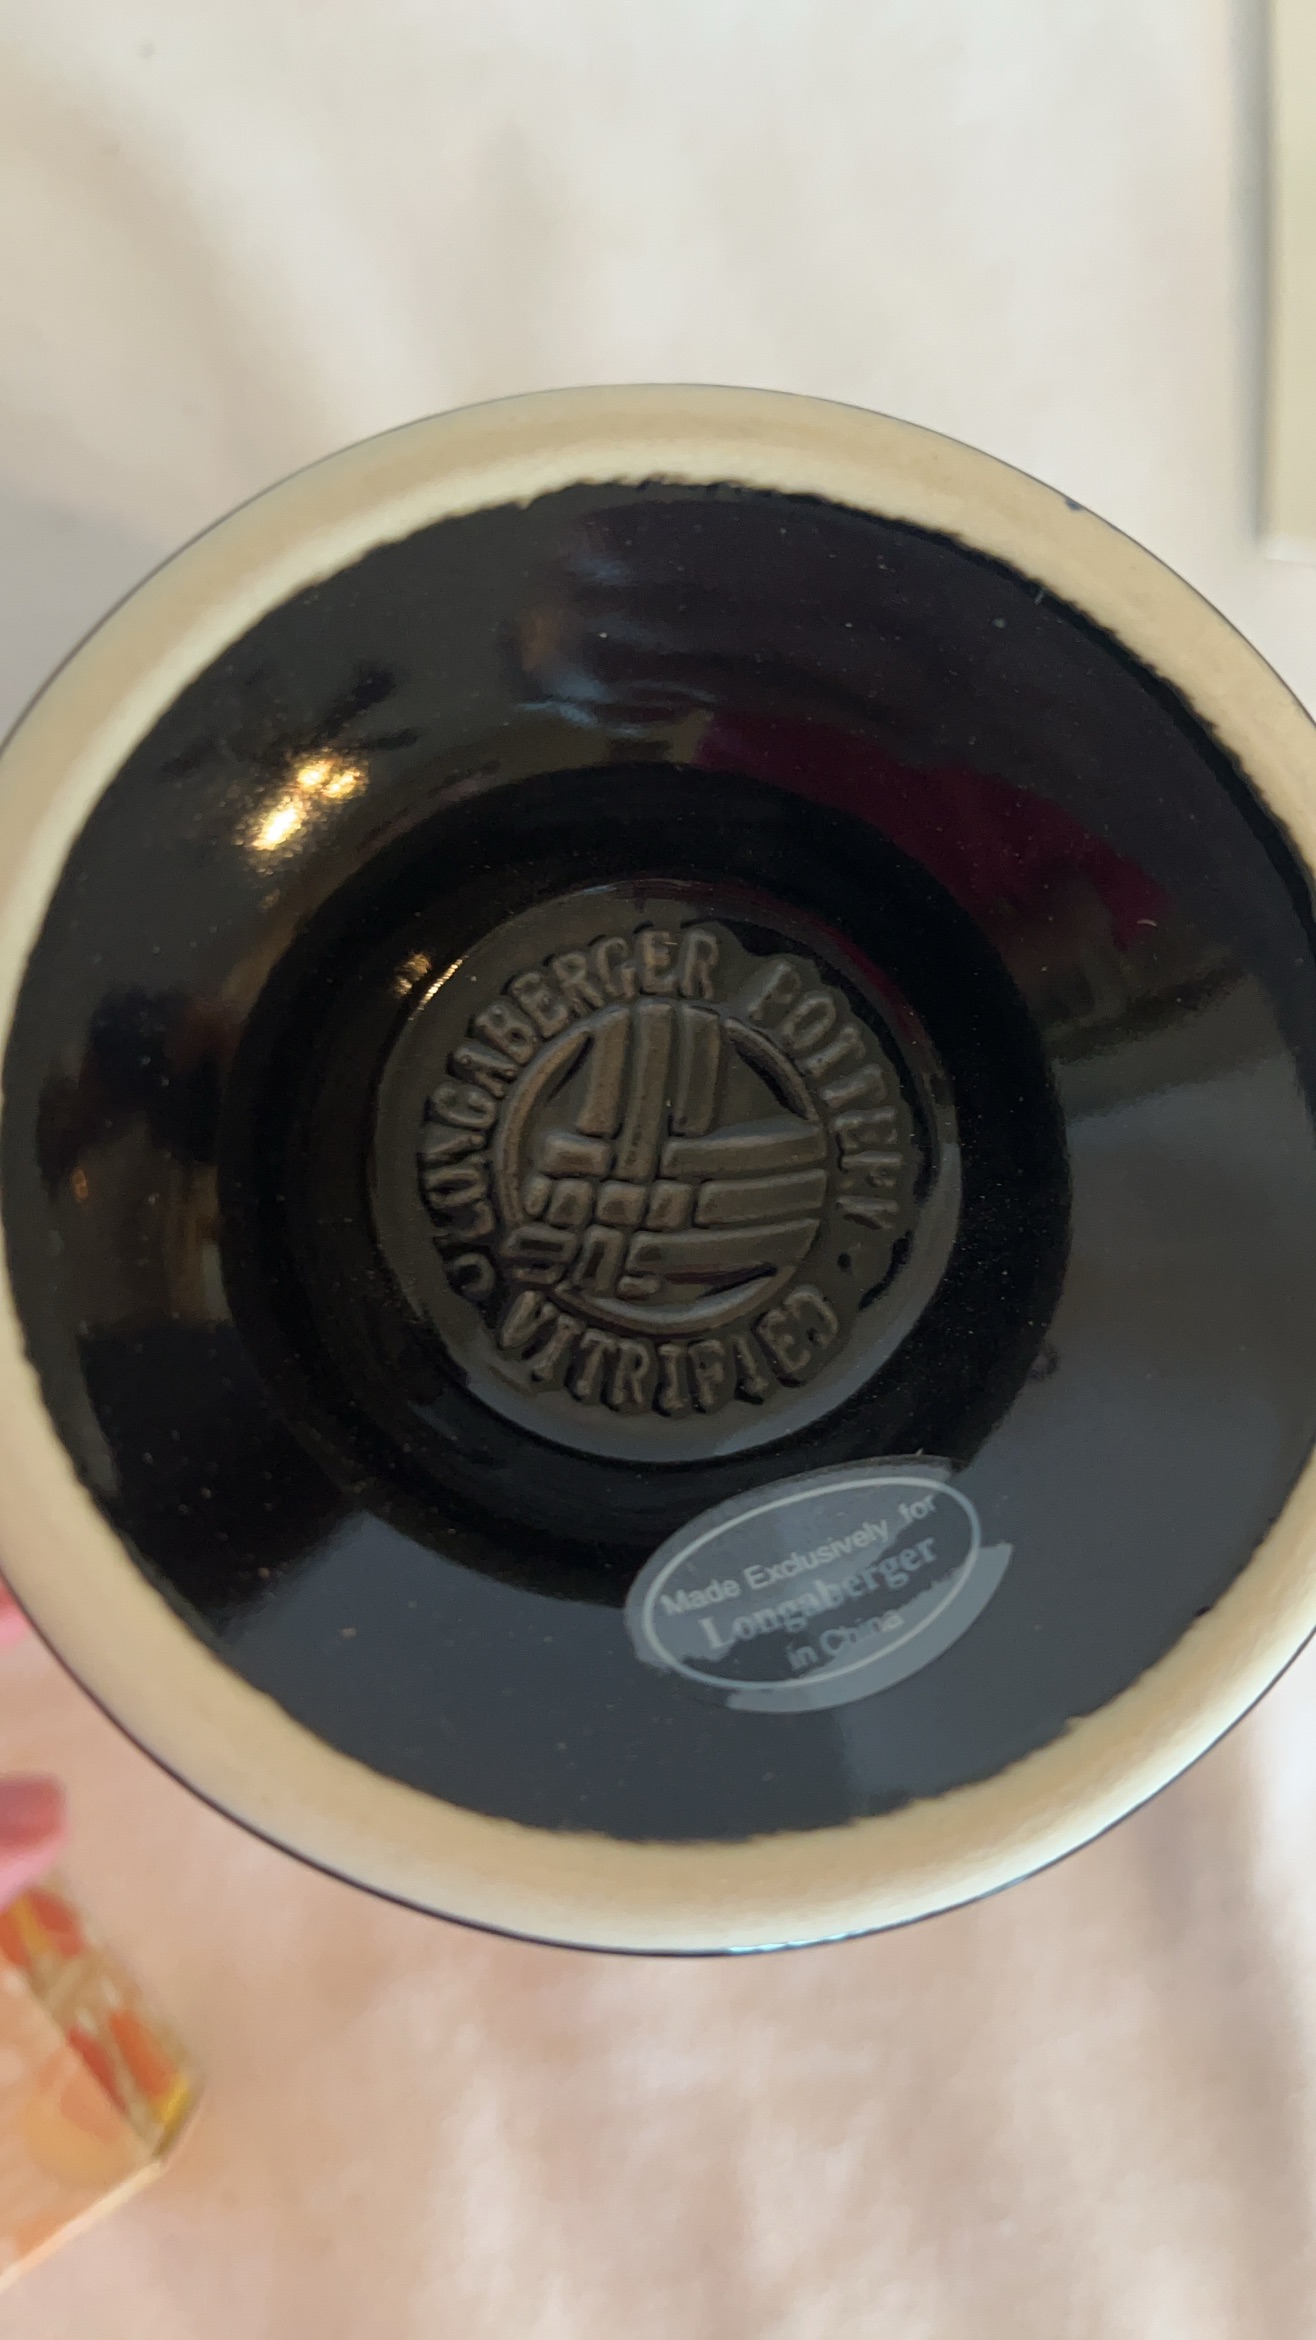 LONGABERGER POTTERY
VITRIFIED
Made Exclusively for
Longaberger
in China